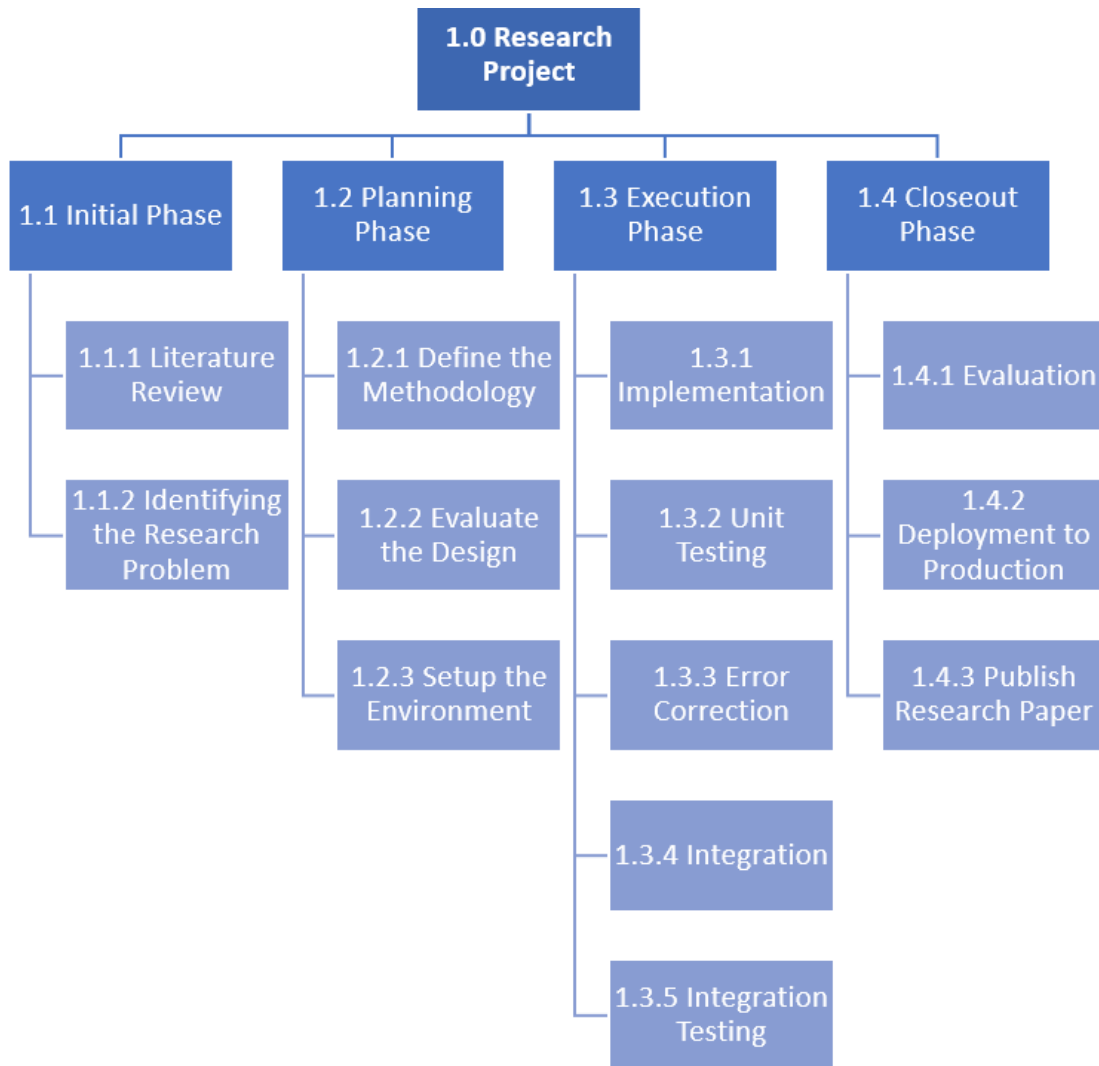 1.0 Research
Project
1.1 Initial Phase
1.2 Planning
Phase
1.3 Execution
Phase
1.4 Closeout
Phase
1.1.1 Literature
Review
1.1.2 Identifying
the Research
Problem
1.2.1 Define the
Methodology
1.2.2 Evaluate
the Design
1.2.3 Setup the
Environment
1.3.1
Implementation
1.3.2 Unit
Testing
1.3.3 Error
Correction
1.3.4 Integration
1.3.5 Integration
Testing
1.4.1 Evaluation
1.4.2
Deployment to
Production
1.4.3 Publish
Research Paper